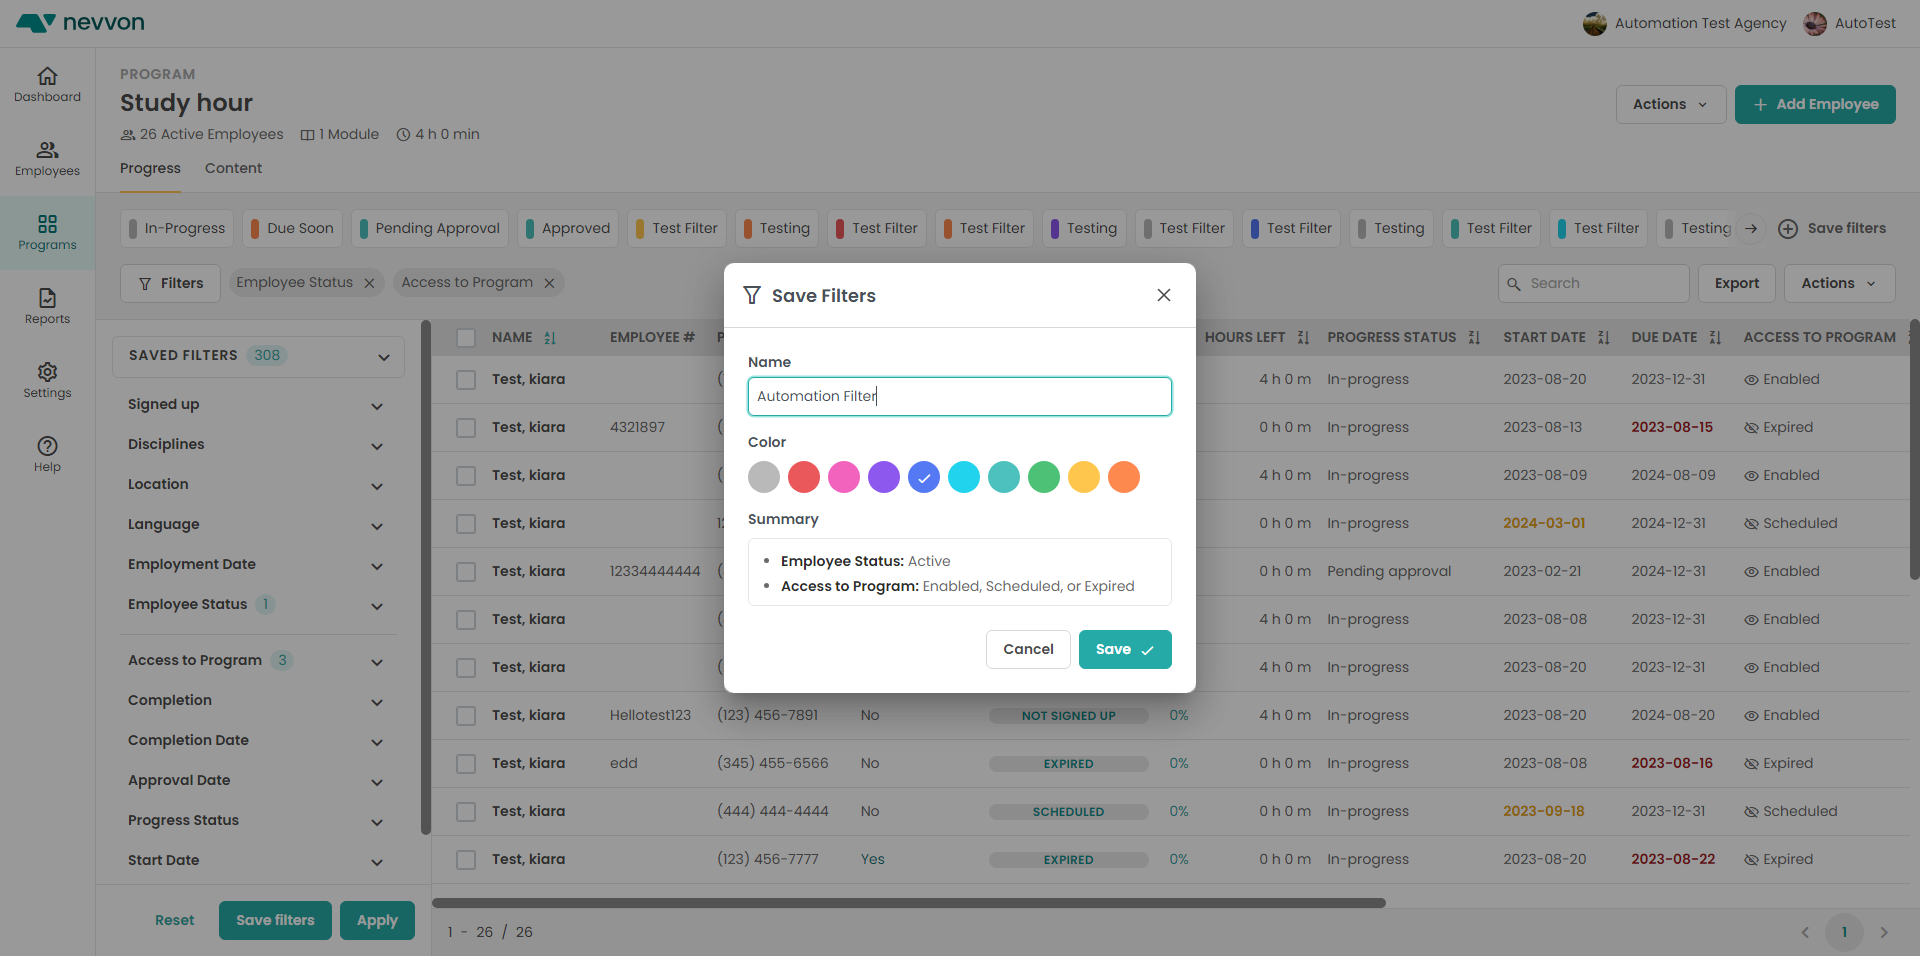 nevvon
Automation Test Agency
AutoTest
Dashboard
Employees
Programs
Reports
Settings
Help
PROGRAM
Study hour
26 Active Employees 1 Module 4 h 0 min
Actions
+ Add Employee
Progress Content
In-Progress Due Soon Pending Approval Approved Test Filter Testing Test Filter Test Filter Testing Test Filter Test Filter Testing Test Filter Test Filter Testing Save filters
Filters Employee Status Access to Program Search Export Actions
SAVED FILTERS 308
Signed up
Disciplines
Location
Language
Employment Date
Employee Status 1
Access to Program 3
Completion
Completion Date
Approval Date
Progress Status
Start Date
Reset Save filters Apply
NAME EMPLOYEE # HOURS LEFT PROGRESS STATUS START DATE DUE DATE ACCESS TO PROGRAM
Test, kiara 4 h 0 m In-progress 2023-08-20 2023-12-31 Enabled
Test, kiara 4321897 0 h 0 m In-progress 2023-08-13 2023-08-15 Expired
Test, kiara 4 h 0 m In-progress 2023-08-09 2024-08-09 Enabled
Test, kiara 0 h 0 m In-progress 2024-03-01 2024-12-31 Scheduled
Test, kiara 12334444444 0 h 0 m Pending approval 2023-02-21 2024-12-31 Enabled
Test, kiara 4 h 0 m In-progress 2023-08-08 2023-12-31 Enabled
Test, kiara 4 h 0 m In-progress 2023-08-20 2023-12-31 Enabled
Test, kiara Hellotest123 (123) 456-7891 No NOT SIGNED UP 0% 4 h 0 m In-progress 2023-08-20 2024-08-20 Enabled
Test, kiara edd (345) 455-6566 No EXPIRED 0% 0 h 0 m In-progress 2023-08-08 2023-08-16 Expired
Test, kiara (444) 444-4444 No SCHEDULED 0% 0 h 0 m In-progress 2023-09-18 2023-12-31 Scheduled
Test, kiara (123) 456-7777 Yes EXPIRED 0% 0 h 0 m In-progress 2023-08-20 2023-08-22 Expired
1 - 26 / 26
1
Save Filters
Name
Automation Filter
Color
Summary
• Employee Status: Active
• Access to Program: Enabled, Scheduled, or Expired
Cancel Save